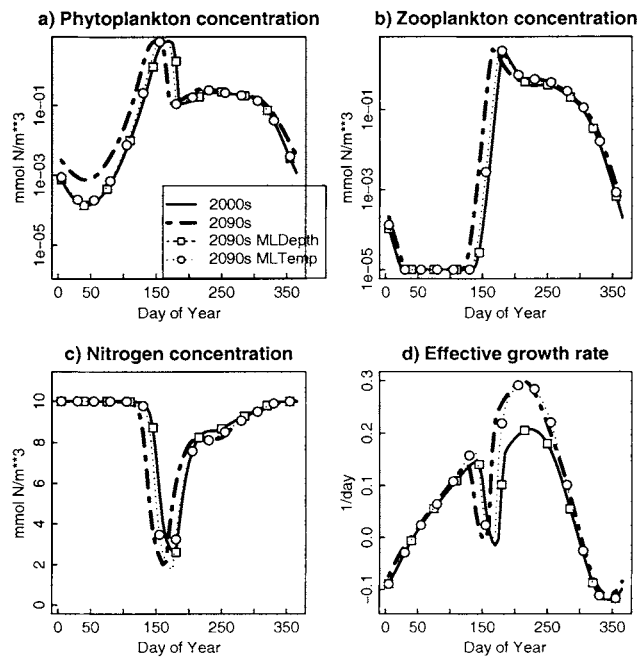 a) Phytoplankton concentration
mmol N/m**3
1e-01
1e-03
1e-05
0 50 150 250 350
Day of Year
2000s
2090s
2090s MLDepth
2090s MLTemp
b) Zooplankton concentration
mmol N/m**3
1e-01
1e-03
1e-05
0 50 150 250 350
Day of Year
c) Nitrogen concentration
mmol N/m**3
10
8
6
4
2
0
0 50 150 250 350
Day of Year
d) Effective growth rate
1/day
0.3
0.2
0.1
0.0
-0.1
0 50 150 250 350
Day of Year